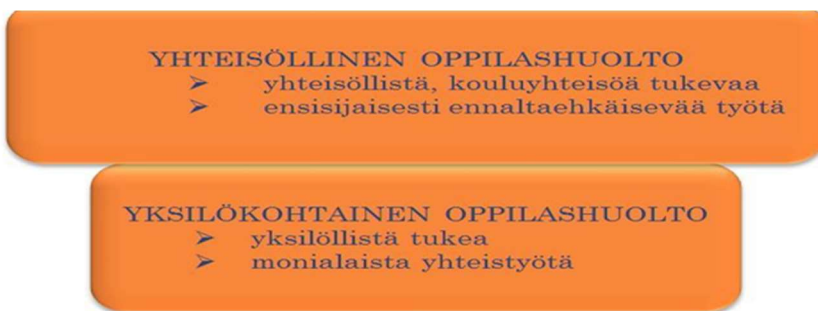 YHTEISÖLLINEN OPPILASHUOLTO
➢ yhteisöllistä, kouluyhteisöä tukevaa
➢ ensisijaisesti ennaltaehkäisevää työtä
YKSILÖKOHTAINEN OPPILASHUOLTO
➢ yksilöllistä tukea
➢ monialaista yhteistyötä